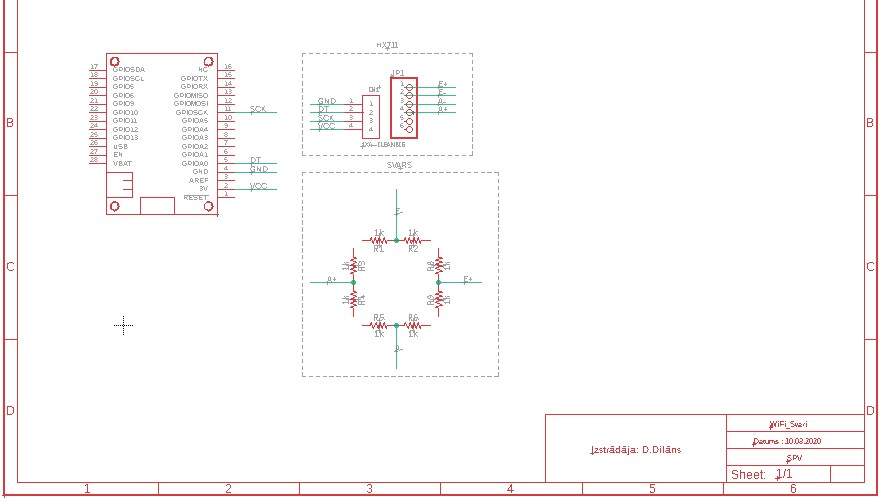 HX711
17 GPIOSDA NC 16
18 GPIOSCL GPIOTX 15
19 GPIO5 GPIORX 14
20 GPIO6 GPIOMISO 13
21 GPIO9 GPIOMOSI 12
22 GPIO10 GPIOSCK 11 SCK
23 GPIO11 GPIOA5 10
24 GPIO12 GPIOA4 9
25 GPIO13 GPIOA3 8
26 USB GPIOA2 7
27 EN GPIOA1 6
28 VBAT GPIOA0 5 DT
GND 4 GND
AREF 3
3V 2 VCC
RESET 1
JP1
CN1
GND 1 1
DT 2 2
SCK 3 3
VCC 4 4
1X4-CLEANBIG
1 E+
2 E-
3 A-
4 A+
5
6
SVARS
E-
1k 1k
R1 R2
1k R3 R8 1k
A+ E+
1k R4 R9 1k
R5 R6
1k 1k
A-
B B
C C
D D
Izstrādāja: D.Dilāns
WiFi_Svari
Datums : 10.03.2020
SPV
Sheet: 1/1
1 2 3 4 5 6